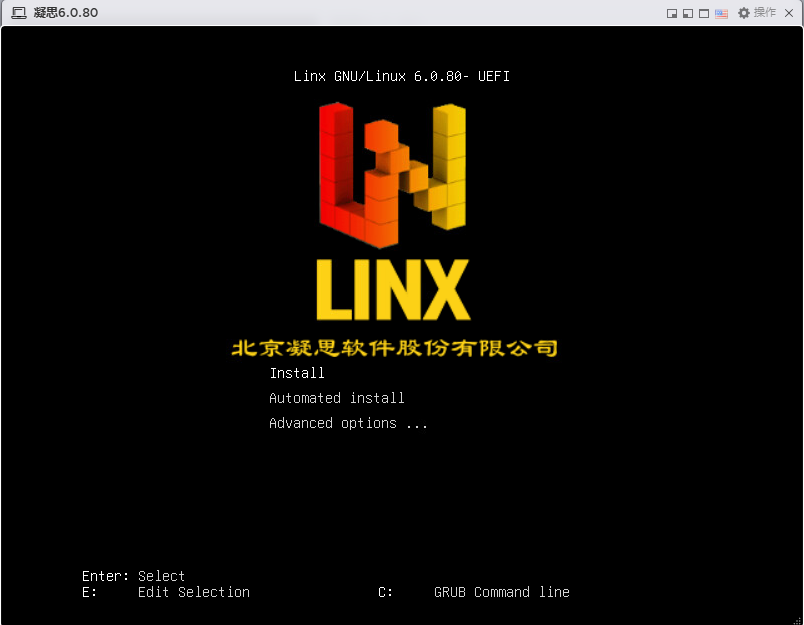 凝思6.0.80
操作
Linx GNU/Linux 6.0.80- UEFI
LINX
北京凝思软件股份有限公司
Install
Automated install
Advanced options ...
Enter: Select
E: Edit Selection C: GRUB Command line